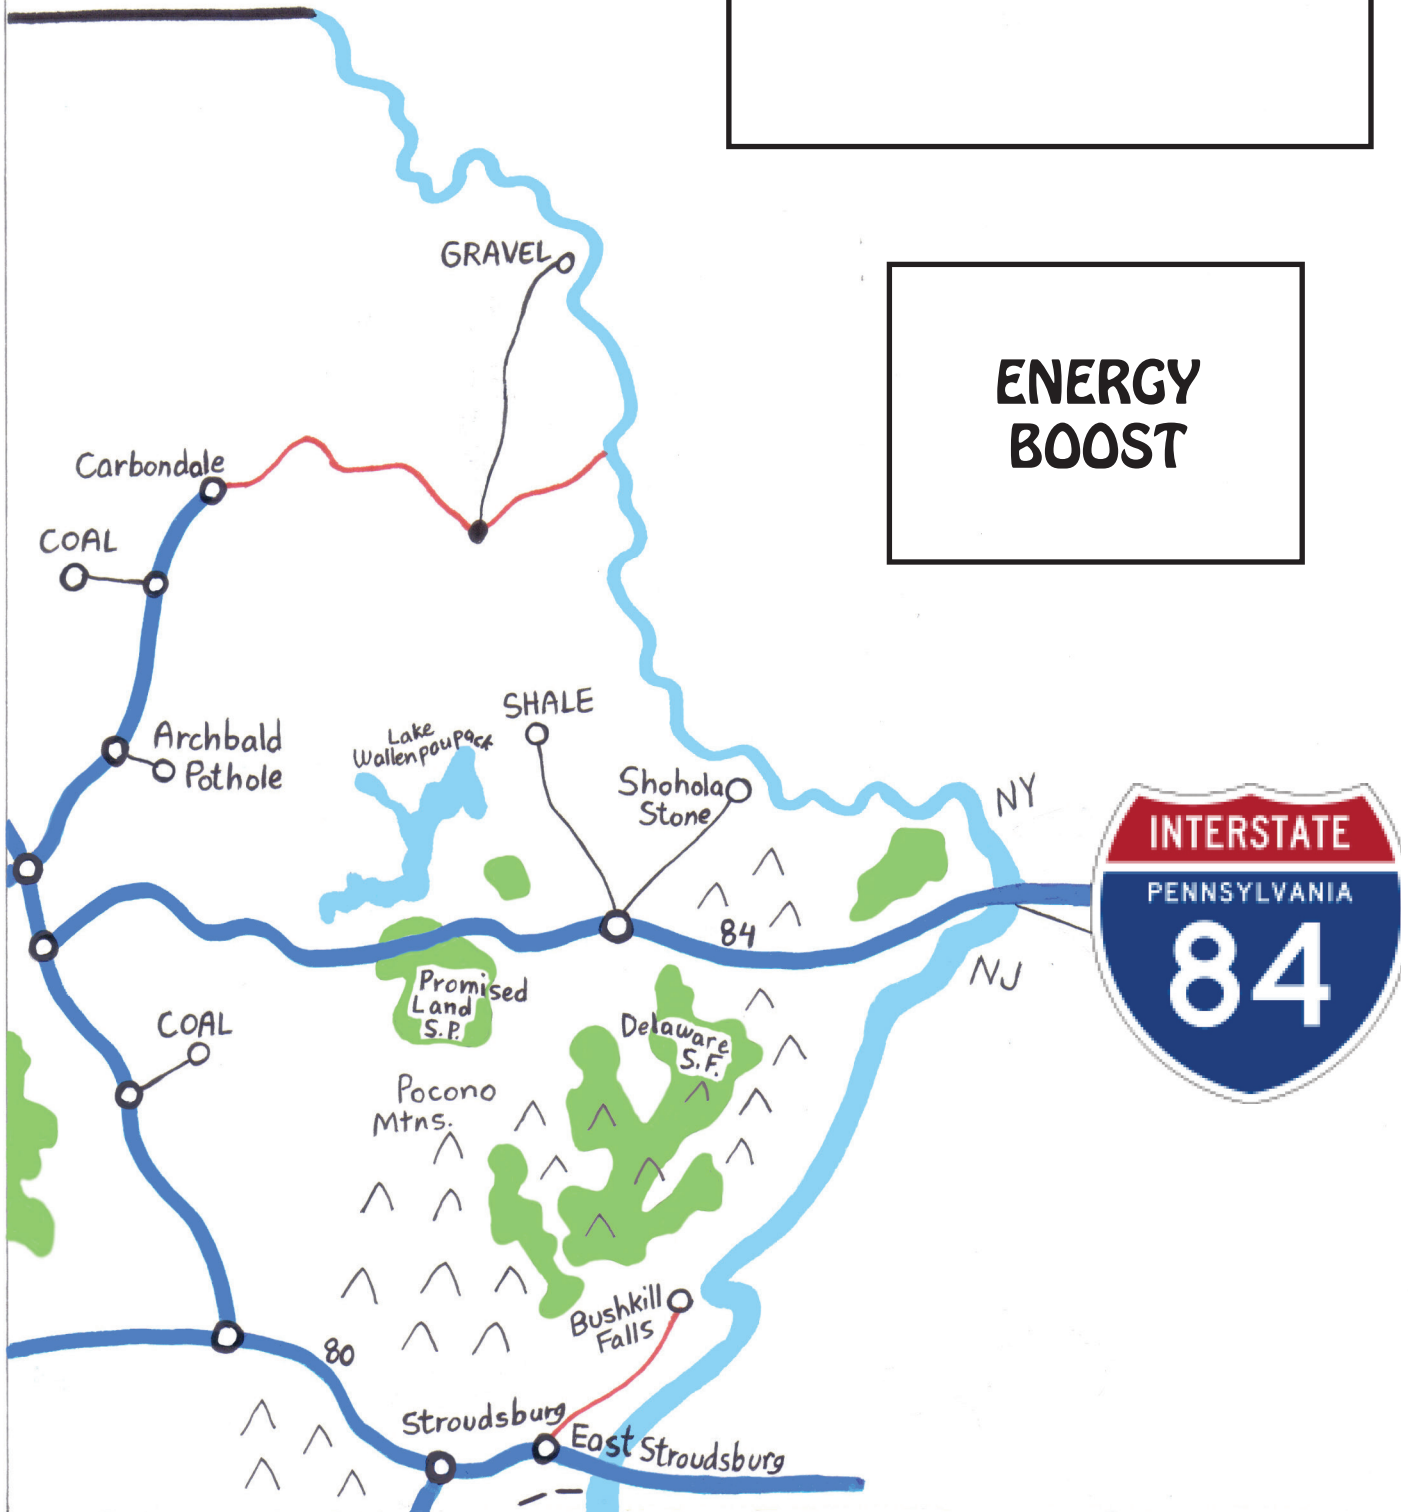 GRAVEL
ENERGY
BOOST
Carbondale
COAL
SHALE
Archbald
Pothole
Lake
Wallenpaupack
Shohola
Stone
NY
INTERSTATE
PENNSYLVANIA
84
84
NJ
Promised
Land
S.P.
COAL
Delaware
S.F.
Pocono
Mtns.
Bushkill
Falls
80
Stroudsburg
East Stroudsburg